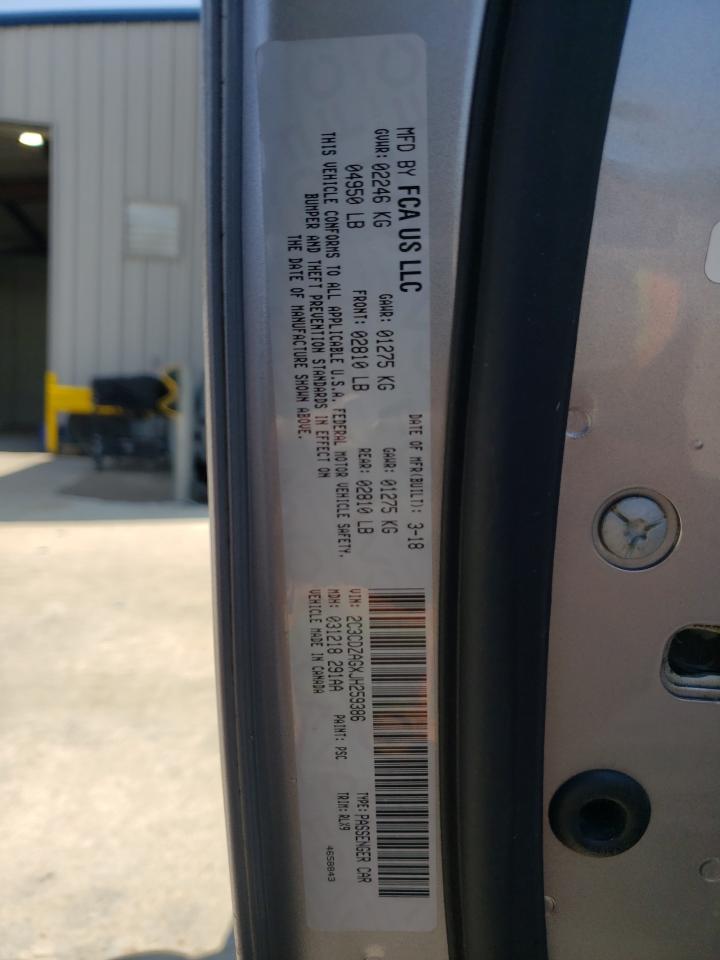 MFD BY FCA US LLC
DATE OF MFR(BUILT): 3-18
GVWR: 02246 KG GAWR: 01275 KG GAWR: 01275 KG
04950 LB FRONT: 02810 LB REAR: 02810 LB
THIS VEHICLE CONFORMS TO ALL APPLICABLE U.S.A. FEDERAL MOTOR VEHICLE SAFETY,
BUMPER AND THEFT PREVENTION STANDARDS IN EFFECT ON
THE DATE OF MANUFACTURE SHOWN ABOVE.
VIN: 2C3CDZAGXJH259386 TYPE: PASSENGER CAR
MDH: 031218 291AA PAINT: PSC TRIM: RLX9
VEHICLE MADE IN CANADA 4658843